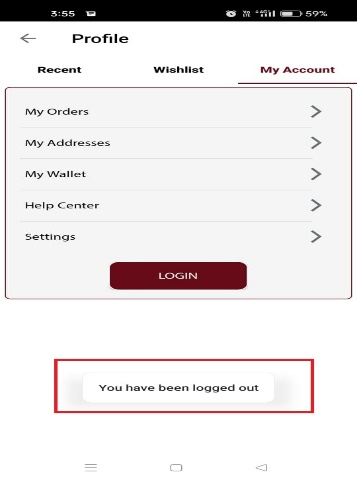 3:55 59%
Profile
Recent Wishlist My Account
My Orders
My Addresses
My Wallet
Help Center
Settings
LOGIN
You have been logged out